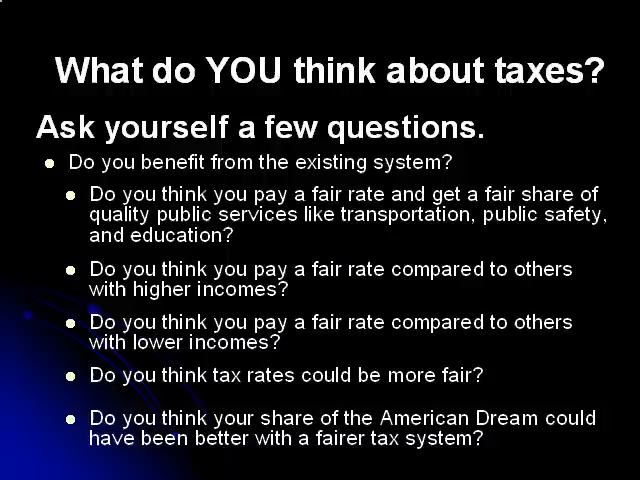 What do YOU think about taxes?
Ask yourself a few questions.
Do you benefit from the existing system?
Do you think you pay a fair rate and get a fair share of
quality public services like transportation, public safety,
and education?
Do you think you pay a fair rate compared to others
with higher incomes?
Do you think you pay a fair rate compared to others
with lower incomes?
Do you think tax rates could be more fair?
Do you think your share of the American Dream could
have been better with a fairer tax system?